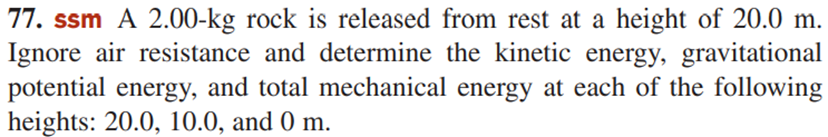 77. ssm A 2.00-kg rock is released from rest at a height of 20.0 m.
Ignore air resistance and determine the kinetic energy, gravitational
potential energy, and total mechanical energy at each of the following
heights: 20.0, 10.0, and 0 m.